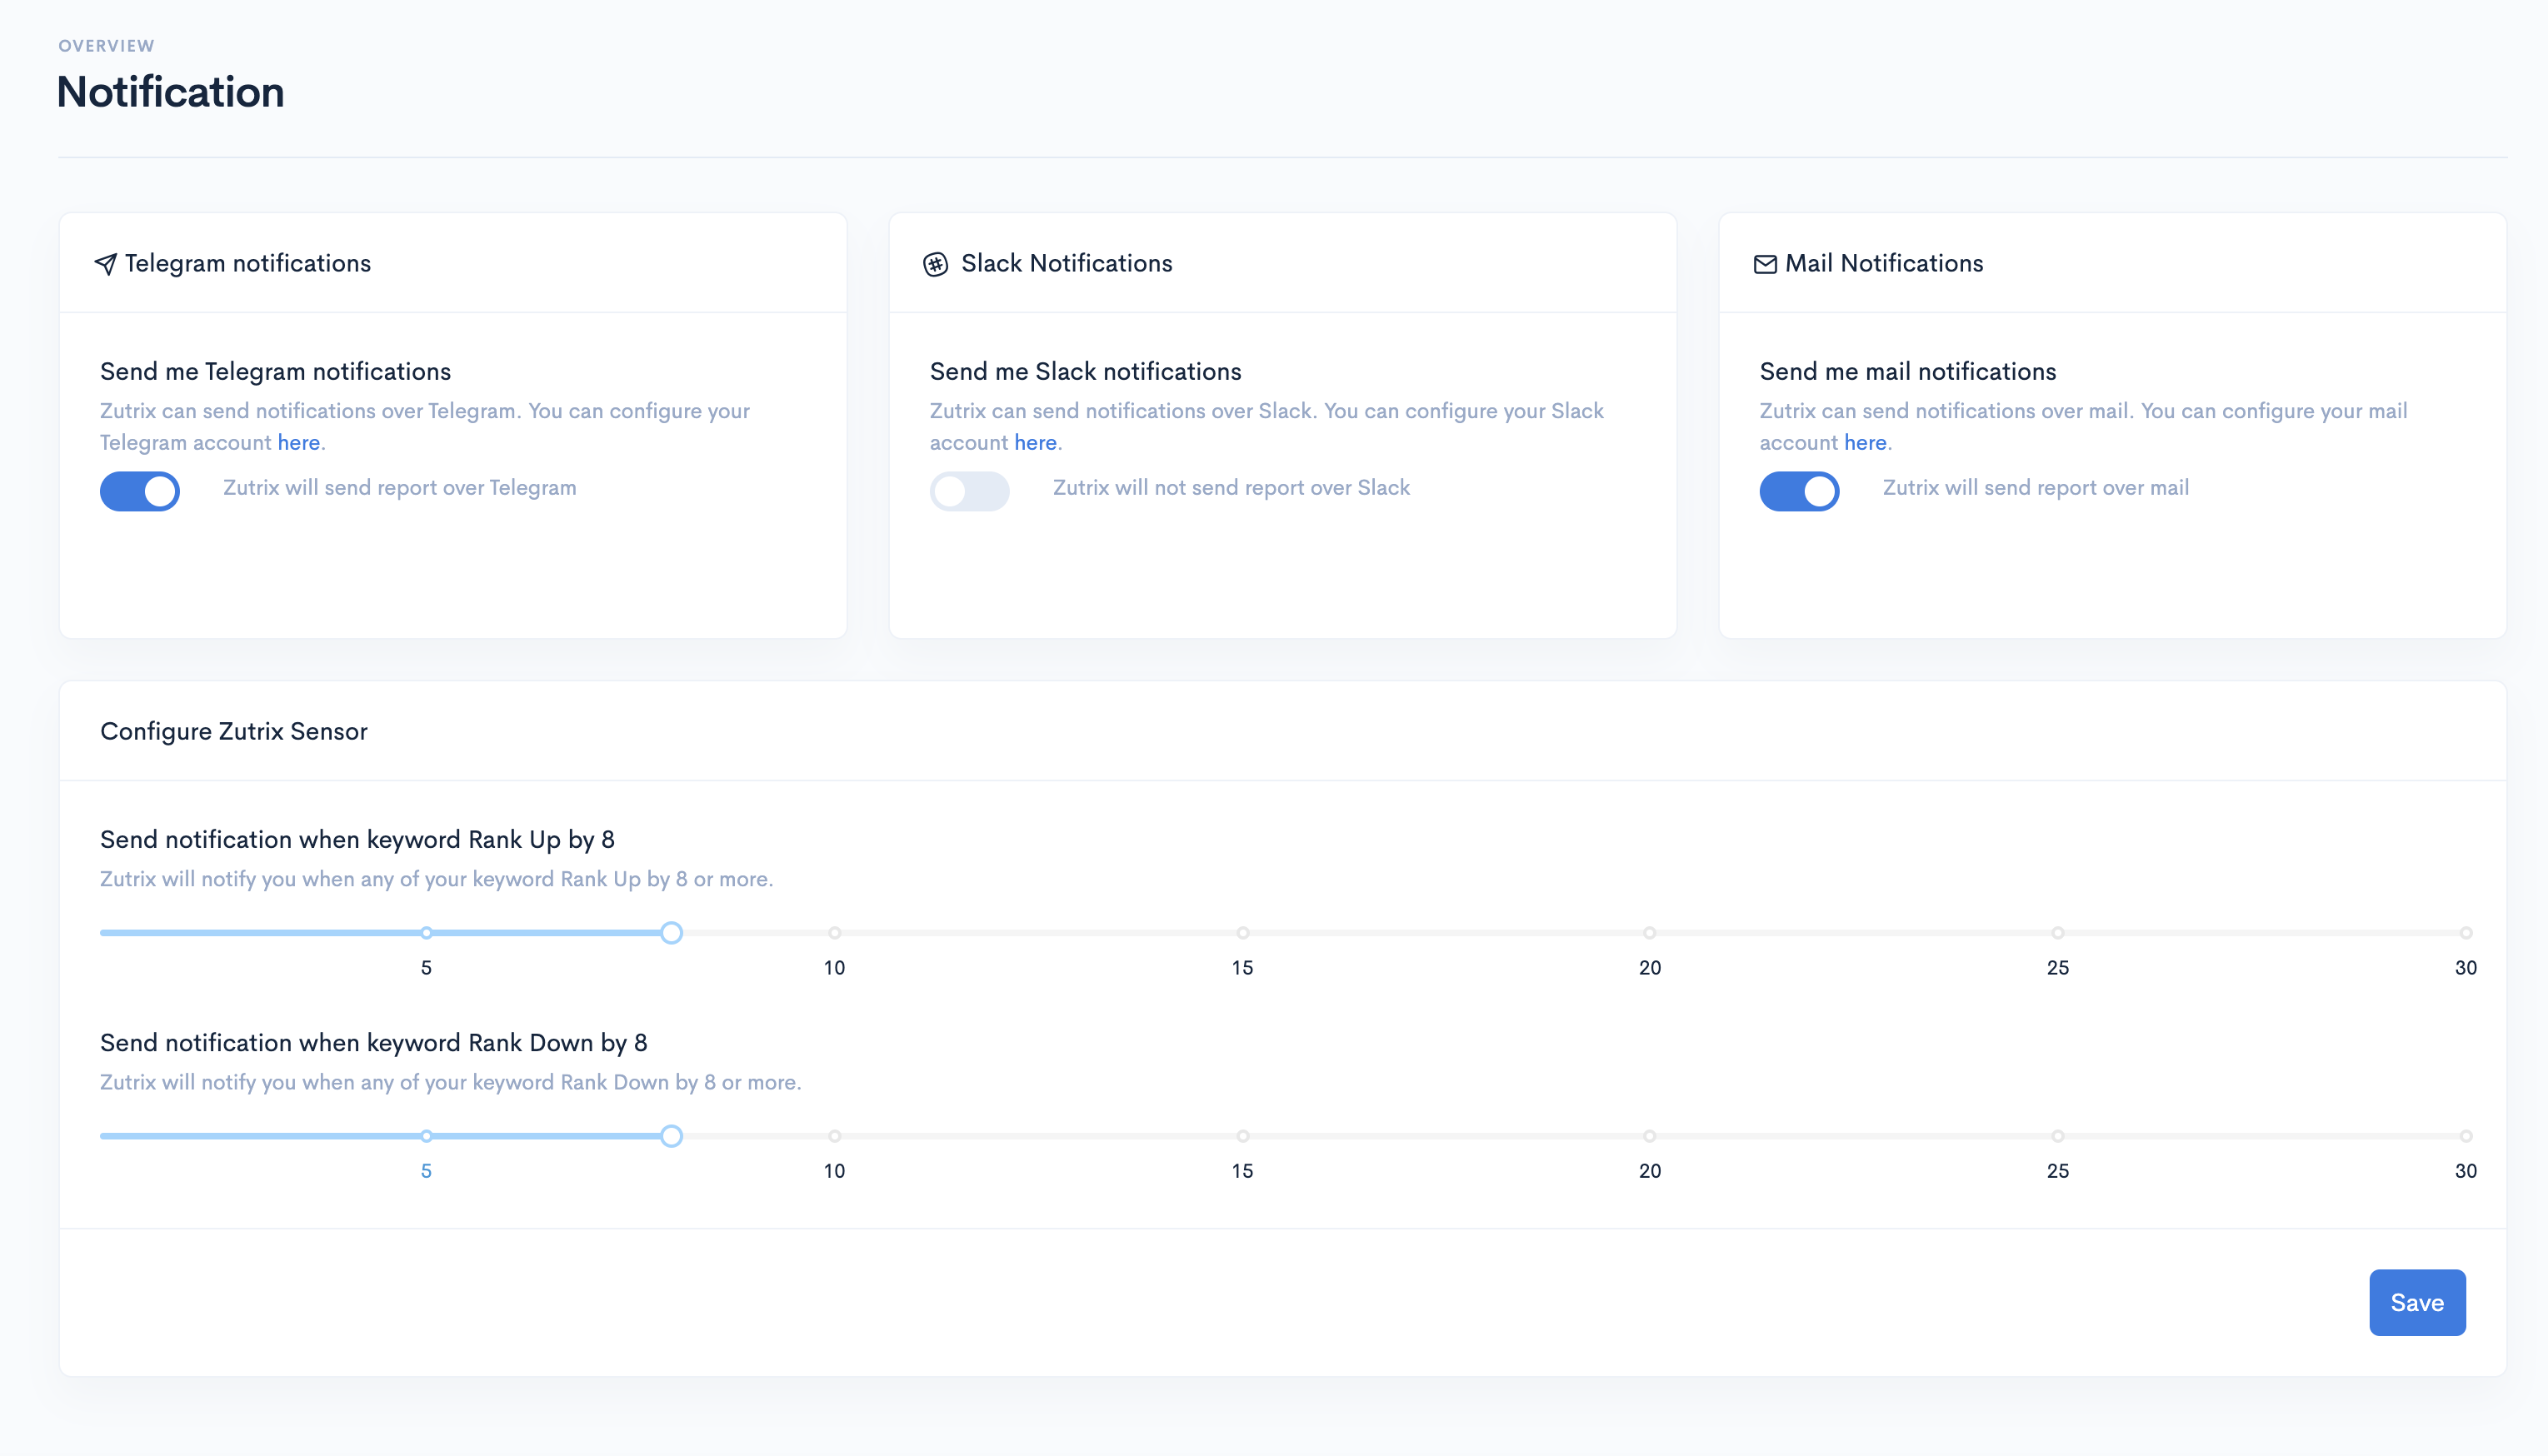 OVERVIEW
Notification
Telegram notifications
Send me Telegram notifications
Zutrix can send notifications over Telegram. You can configure your
Telegram account here.
Zutrix will send report over Telegram
Slack Notifications
Send me Slack notifications
Zutrix can send notifications over Slack. You can configure your Slack
account here.
Zutrix will not send report over Slack
Mail Notifications
Send me mail notifications
Zutrix can send notifications over mail. You can configure your mail
account here.
Zutrix will send report over mail
Configure Zutrix Sensor
Send notification when keyword Rank Up by 8
Zutrix will notify you when any of your keyword Rank Up by 8 or more.
5 10 15 20 25 30
Send notification when keyword Rank Down by 8
Zutrix will notify you when any of your keyword Rank Down by 8 or more.
5 10 15 20 25 30
Save